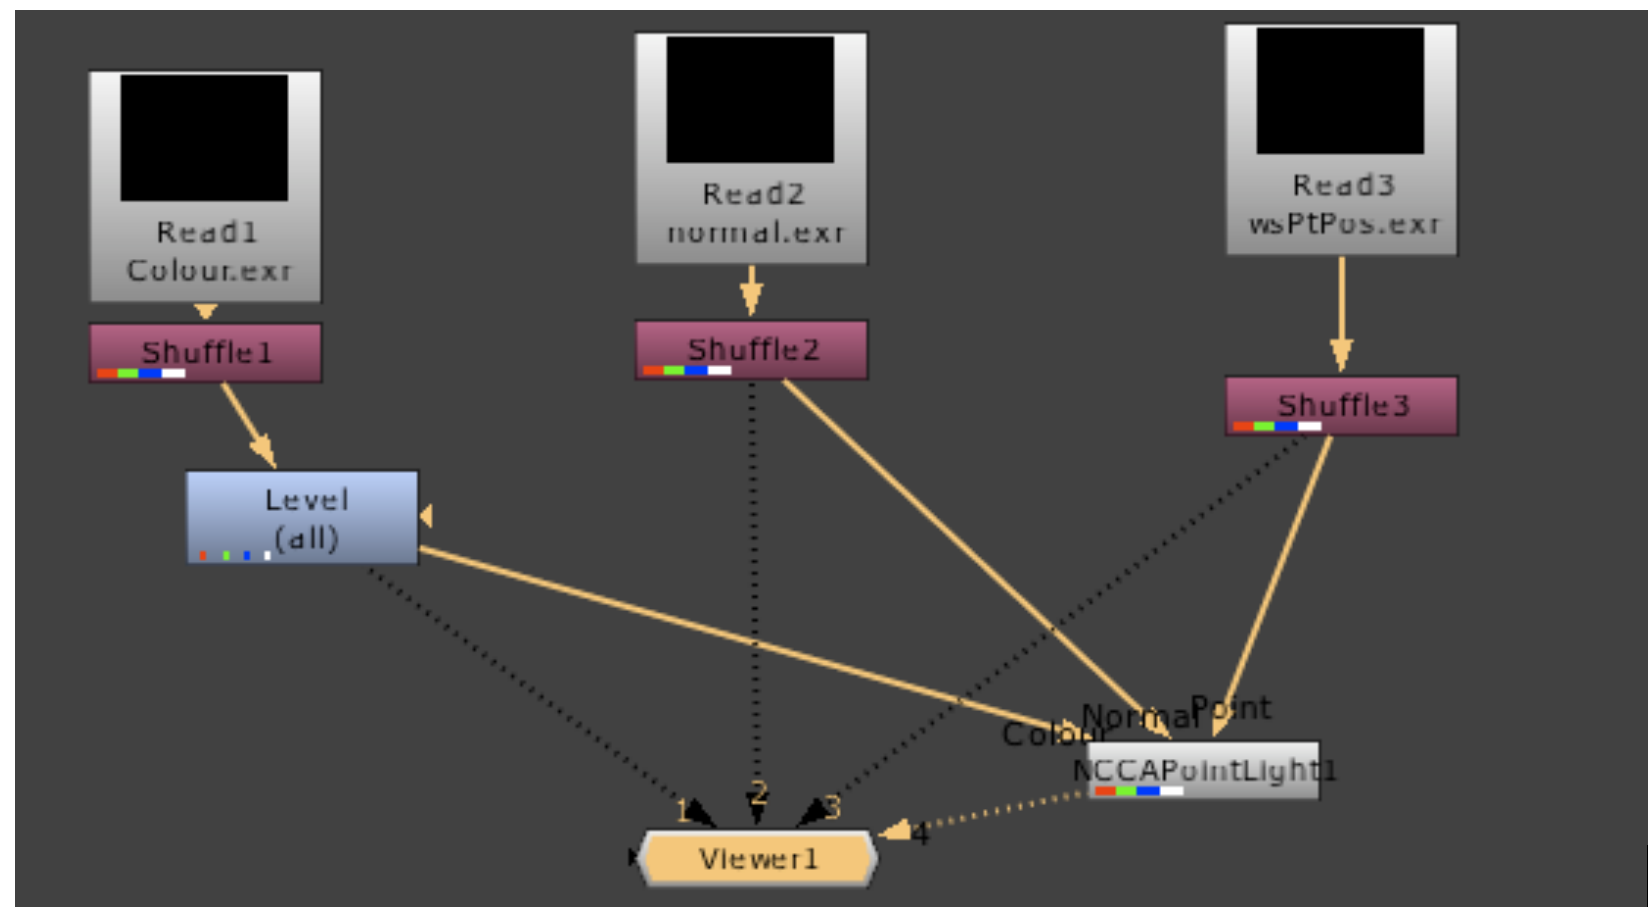 Read1
Colour.exr
Read2
normal.exr
Read3
wsPtPos.exr
Shuffle1
Shuffle2
Shuffle3
Level
(all)
Colour
Normal
Point
NCCAPointLight1
1
2
3
4
Viewer1